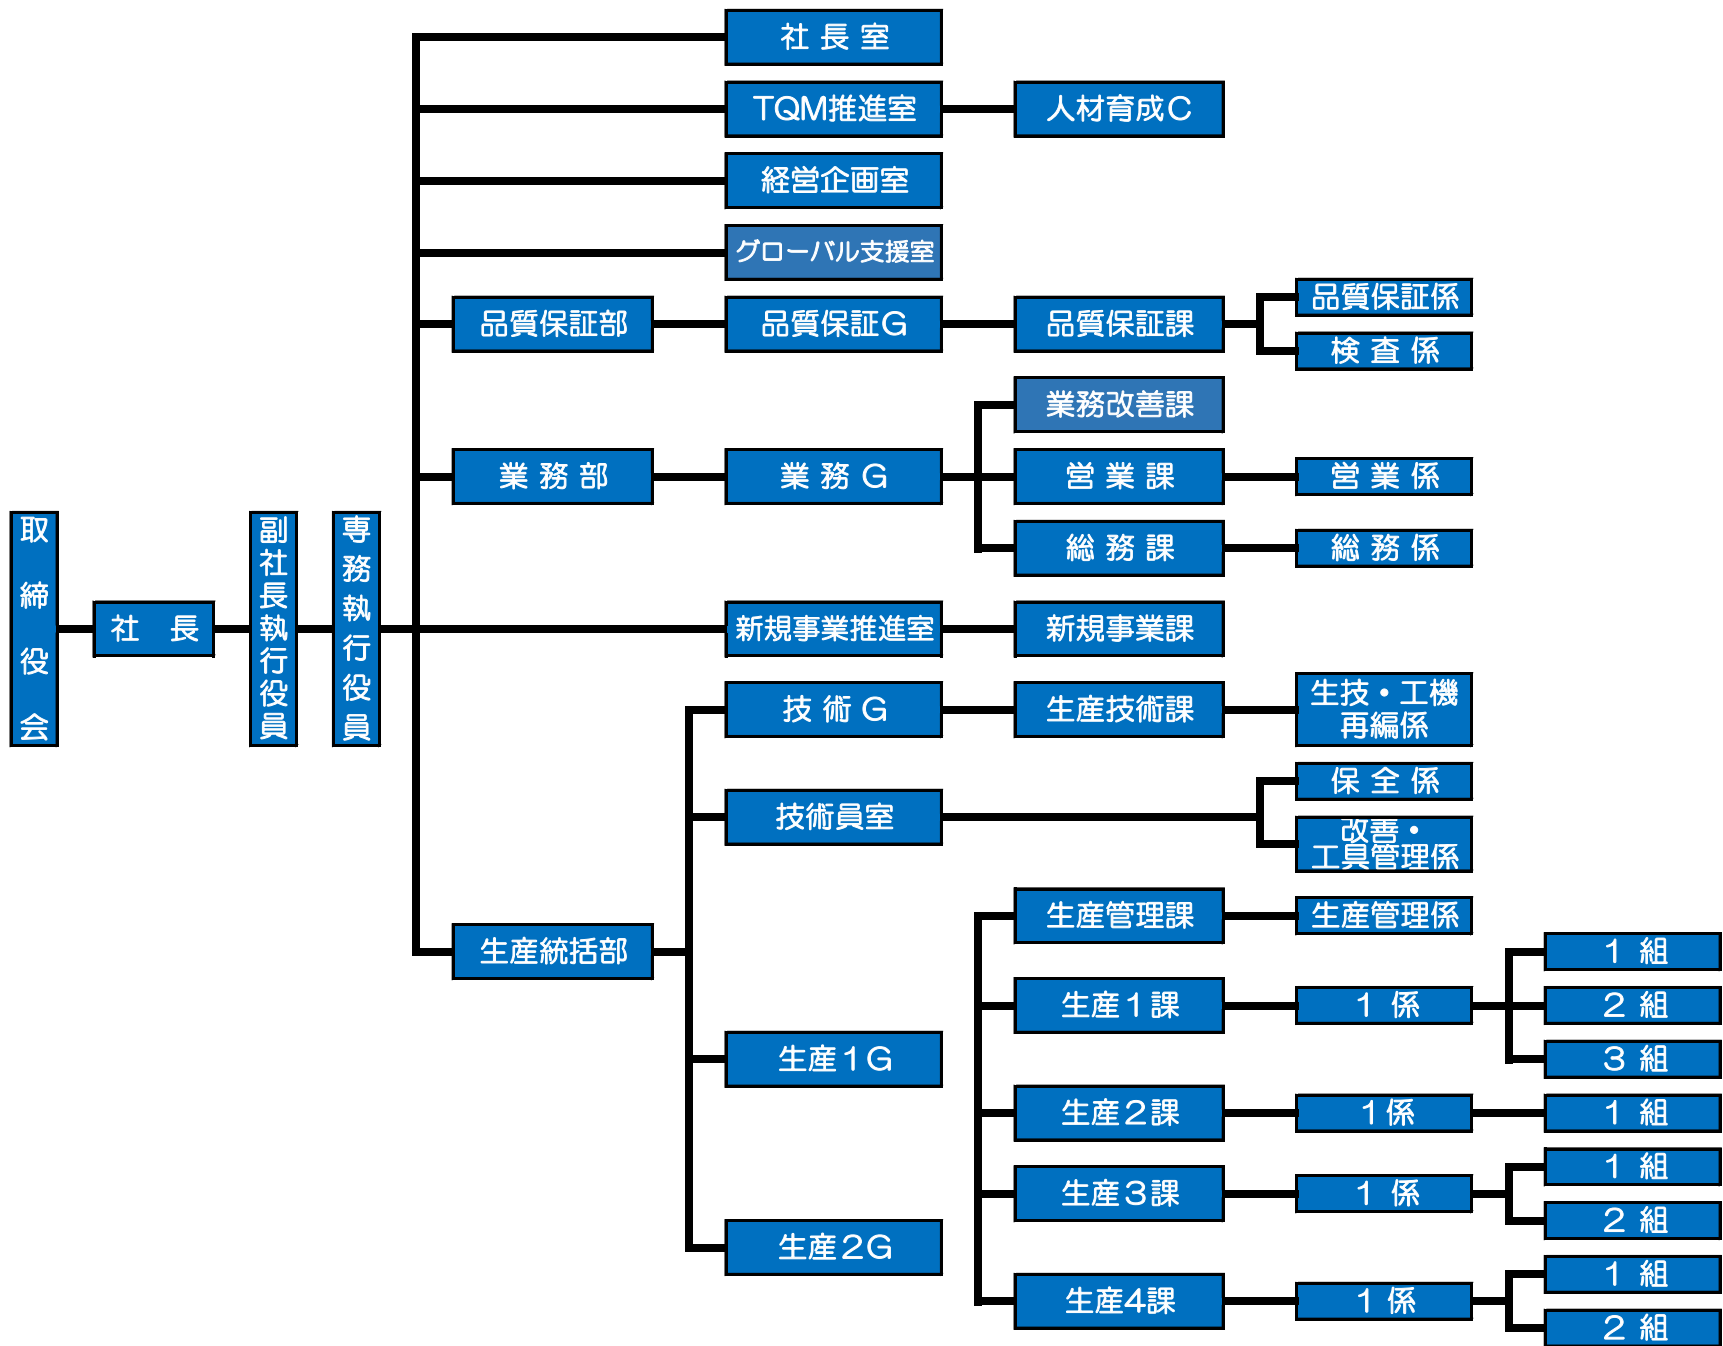 取締役会
社長
副社長執行役員
専務執行役員
社長室
TQM推進室
人材育成C
経営企画室
グローバル支援室
品質保証部
品質保証G
品質保証課
品質保証係
検査係
業務部
業務G
業務改善課
営業課
営業係
総務課
総務係
新規事業推進室
新規事業課
生産統括部
技術G
生産技術課
生技・工機
再編係
技術員室
保全係
改善・
工具管理係
生産1G
生産2G
生産管理課
生産管理係
生産1課
1係
1組
2組
3組
生産2課
1係
1組
生産3課
1係
1組
2組
生産4課
1係
1組
2組